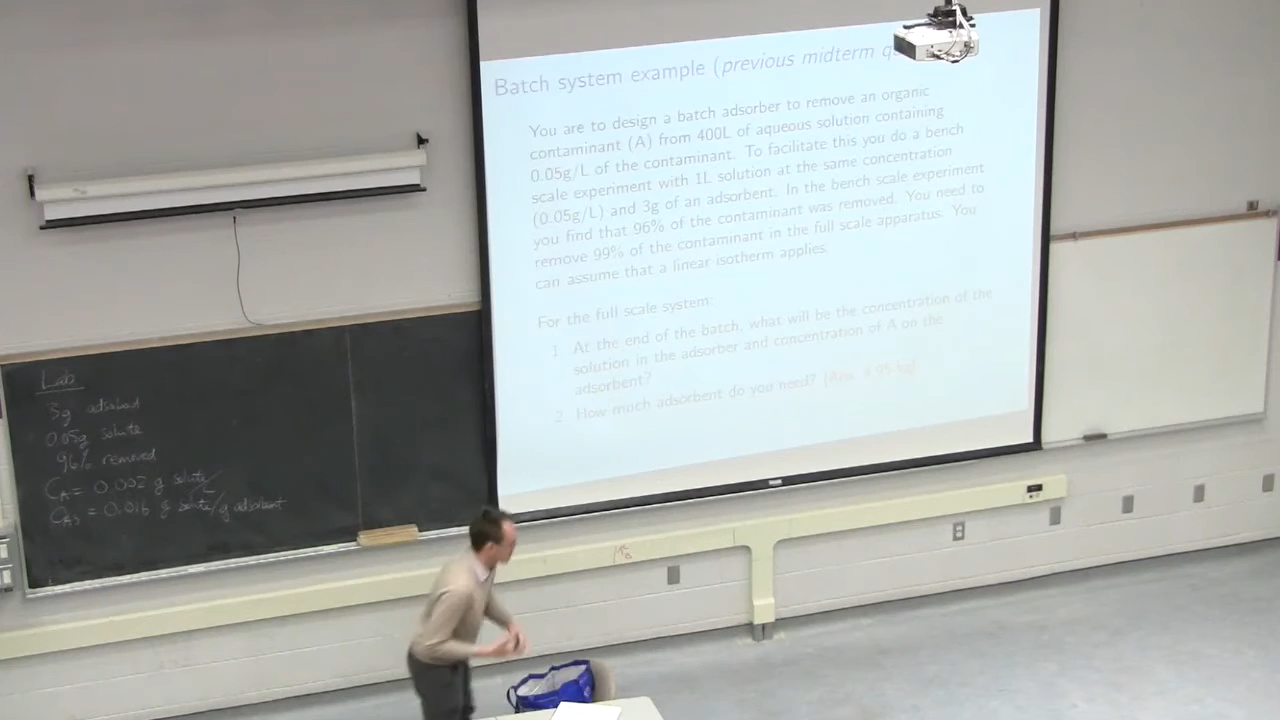 Batch system example (previous midterm q
You are to design a batch adsorber to remove an organic
contaminant (A) from 400L of aqueous solution containing
0.05g/L of the contaminant. To facilitate this you do a bench
scale experiment with 1L solution at the same concentration
(0.05g/L) and 3g of an adsorbent. In the bench scale experiment
you find that 96% of the contaminant was removed. You need to
remove 99% of the contaminant in the full scale apparatus. You
can assume that a linear isotherm applies.
For the full scale system:
1 At the end of the batch, what will be the concentration of the
solution in the adsorber and concentration of A on the
adsorbent?
2 How much adsorbent do you need? [Ans: 4.95 kg]
Lab
3g adsorbent
0.05g solute
96% removed
C_A = 0.002 g solute/L
C_AS = 0.016 g solute/g adsorbent